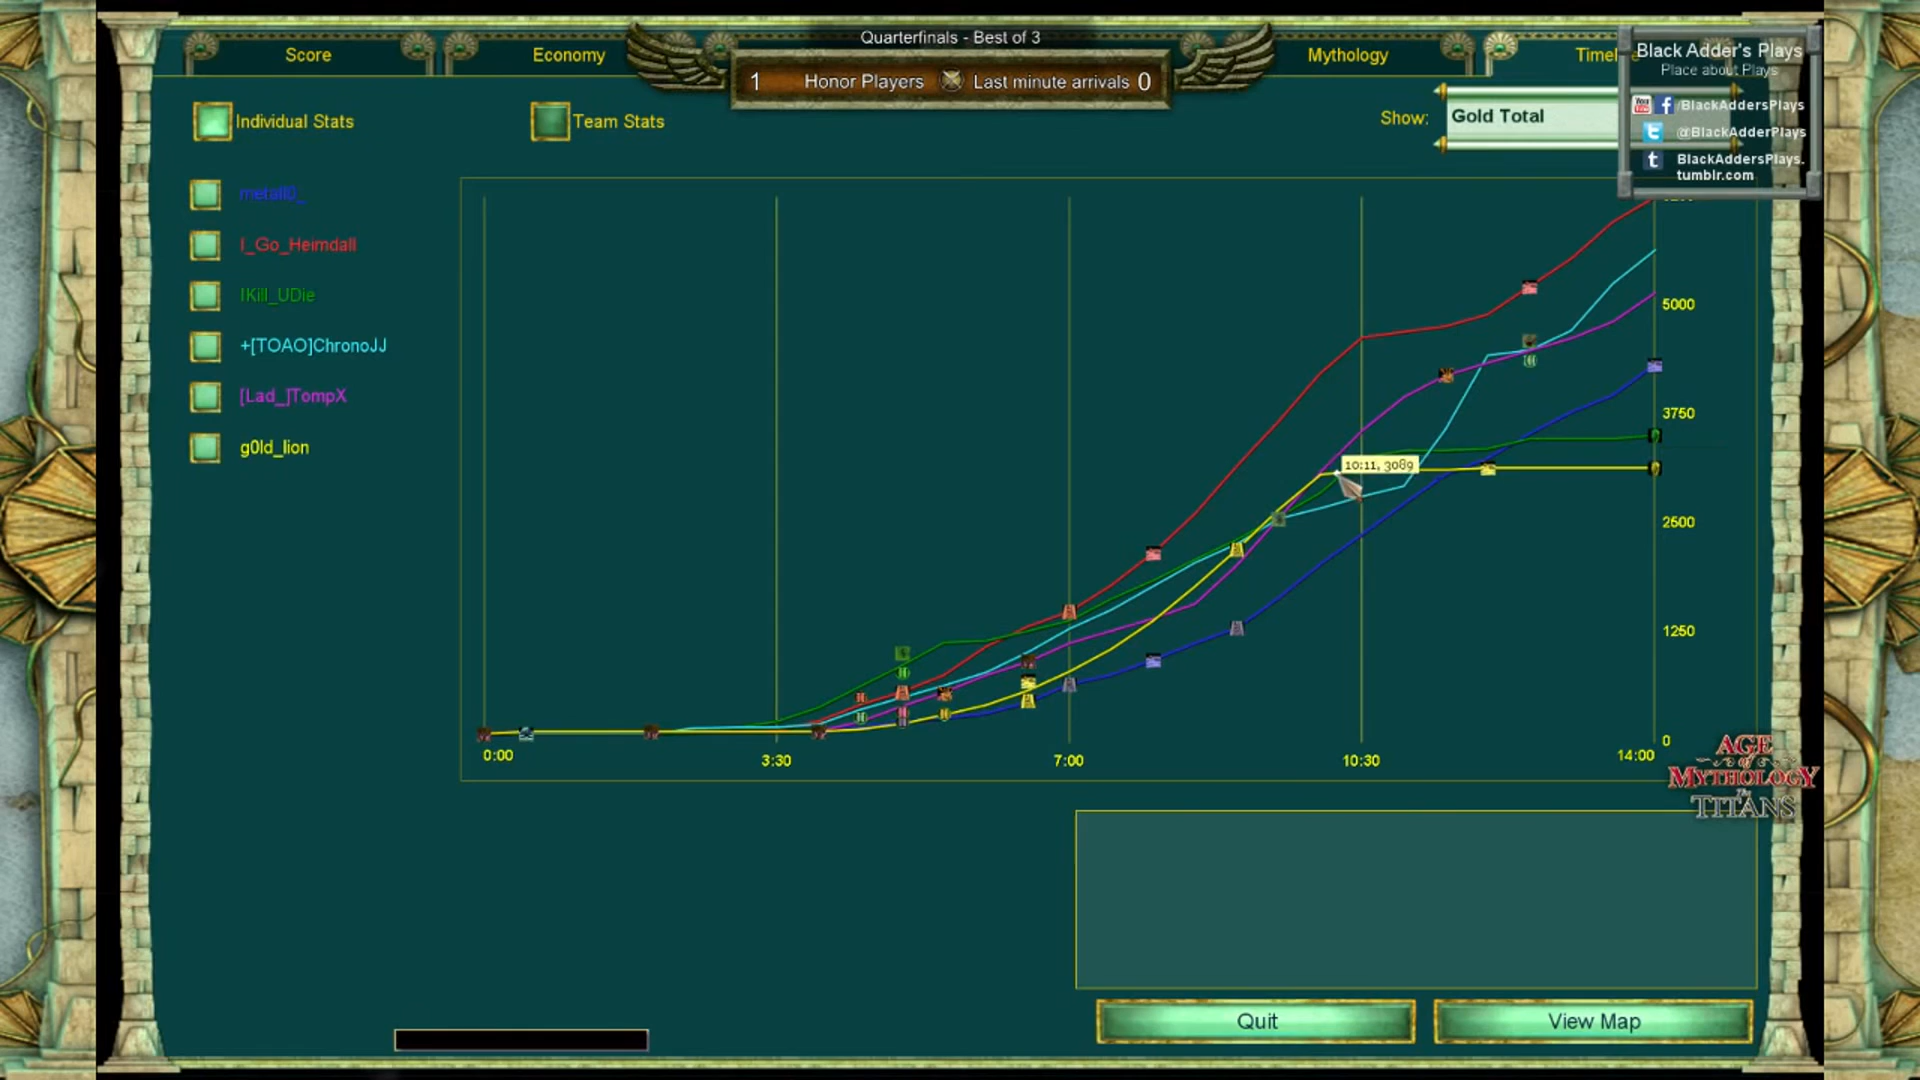 Quarterfinals - Best of 3
Score
Economy
Mythology
1 Honor Players Last minute arrivals 0
Black Adder's Plays
Place about Plays
/BlackAddersPlays
@BlackAdderPlays
BlackAddersPlays.
tumblr.com
Individual Stats
Team Stats
Show:
Gold Total
metall0_
I_Go_Heimdall
IKill_UDie
+[TOAO]ChronoJJ
[Lad_]TompX
g0ld_lion
5000
3750
10:11, 3089
2500
1250
0
0:00
3:30
7:00
10:30
14:00
AGE
of
MYTHOLOGY
The
TITANS
Quit
View Map